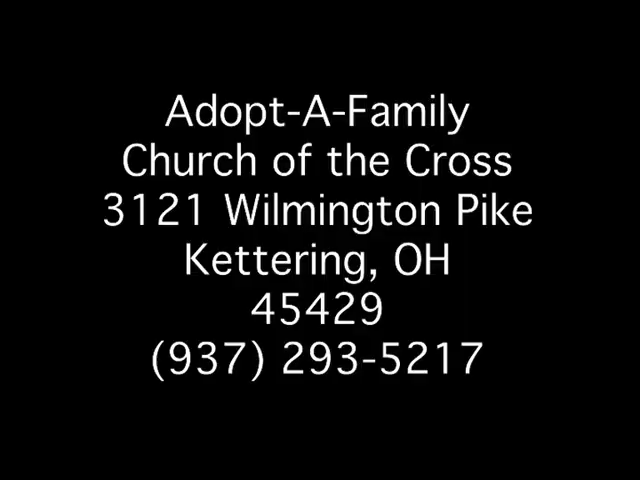 Adopt-A-Family
Church of the Cross
3121 Wilmington Pike
Kettering, OH
45429
(937) 293-5217